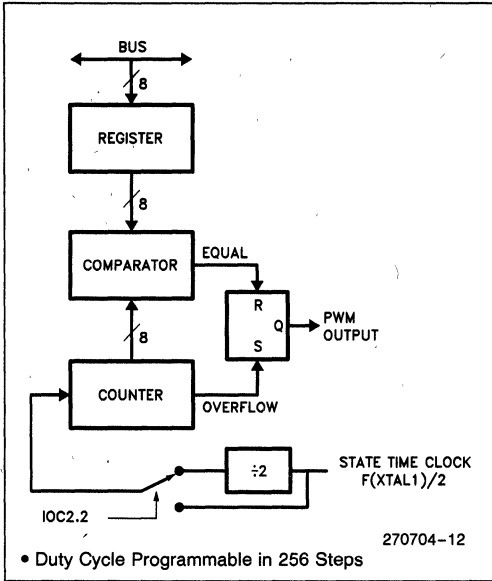 BUS
8
REGISTER
8
COMPARATOR
EQUAL
R
Q
PWM
OUTPUT
8
S
COUNTER
OVERFLOW
÷2
STATE TIME CLOCK
F(XTAL1)/2
IOC2.2
270704-12
• Duty Cycle Programmable in 256 Steps